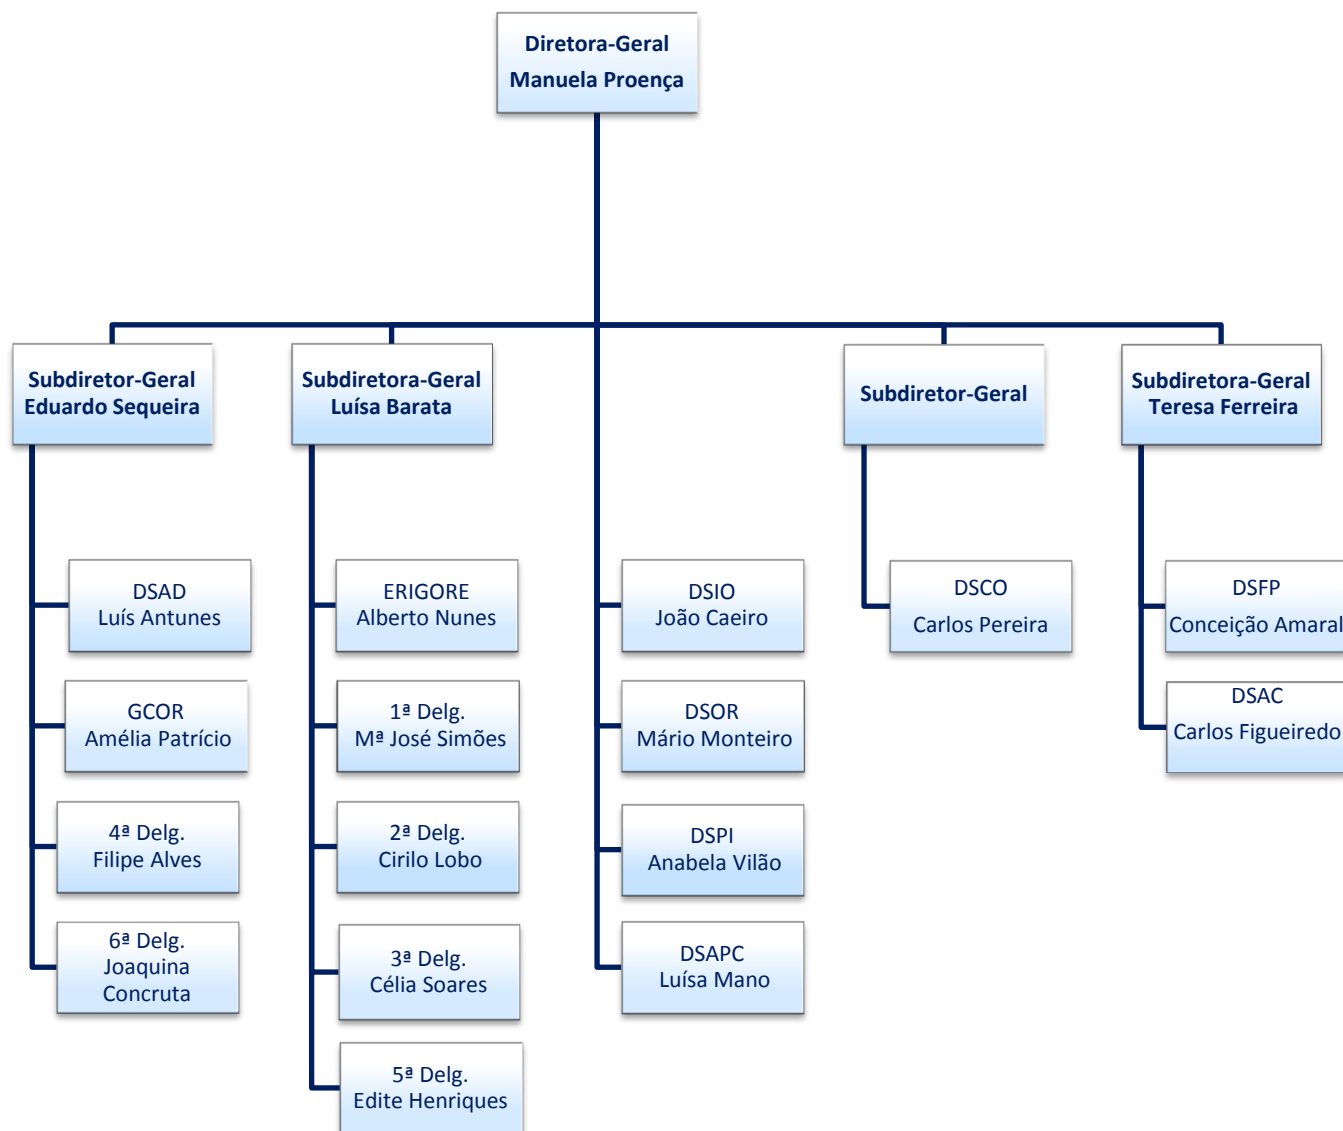 Diretora-Geral
Manuela Proença
Subdiretor-Geral
Eduardo Sequeira
Subdiretora-Geral
Luísa Barata
Subdiretor-Geral
Subdiretora-Geral
Teresa Ferreira
DSAD
Luís Antunes
GCOR
Amélia Patrício
4ª Delg.
Filipe Alves
6ª Delg.
Joaquina
Concruta
ERIGORE
Alberto Nunes
1ª Delg.
Mª José Simões
2ª Delg.
Cirilo Lobo
3ª Delg.
Célia Soares
5ª Delg.
Edite Henriques
DSIO
João Caeiro
DSOR
Mário Monteiro
DSPI
Anabela Vilão
DSAPC
Luísa Mano
DSCO
Carlos Pereira
DSFP
Conceição Amaral
DSAC
Carlos Figueiredo